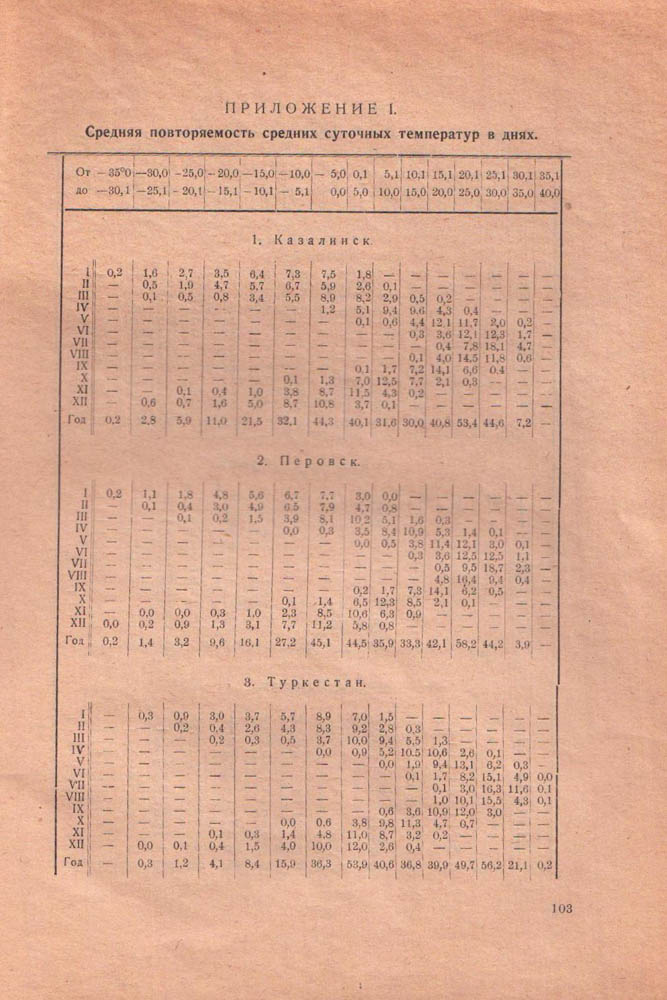 ПРИЛОЖЕНИЕ I.
Средняя повторяемость средних суточных температур в днях.
От —35°0 —30,0 —25,0 —20,0 —15,0 —10,0 — 5,0 0,1 5,1 10,1 15,1 20,1 25,1 30,1 35,1
до —30,1 —25,1 —20,1 —15,1 —10,1 — 5,1 0,0 5,0 10,0 15,0 20,0 25,0 30,0 35,0 40,0
1. Казалинск.
I 0,2 1,6 2,7 3,5 6,4 7,3 7,5 1,8 — — — — — — —
II — 0,5 1,9 4,7 5,7 6,7 5,9 2,6 0,1 — — — — — —
III — 0,1 0,5 0,8 3,4 5,5 8,9 8,2 2,9 0,5 0,2 — — — —
IV — — — — — — 1,2 5,1 9,4 9,6 4,3 0,4 — — —
V — — — — — — — 0,1 0,6 4,4 12,1 11,7 2,0 0,2 —
VI — — — — — — — — — 0,3 3,6 12,1 12,3 1,7 —
VII — — — — — — — — — — 0,4 7,8 18,1 4,7 —
VIII — — — — — — — — — 0,1 4,0 14,5 11,8 0,6 —
IX — — — — — — — 0,1 1,7 7,2 14,1 6,6 0,4 — —
X — — — — — 0,1 1,3 7,0 12,5 7,7 2,1 0,3 — — —
XI — — 0,1 0,4 1,0 3,8 8,7 11,5 4,3 0,2 — — — — —
XII — 0,6 0,7 1,6 5,0 8,7 10,8 3,7 0,1 — — — — — —
Год 0,2 2,8 5,9 11,0 21,5 32,1 44,3 40,1 31,6 30,0 40,8 53,4 44,6 7,2 —
2. Перовск.
I 0,2 1,1 1,8 4,8 5,6 6,7 7,7 3,0 0,0 — — — — — —
II — 0,1 0,4 3,0 4,9 6,5 7,9 4,7 0,8 — — — — — —
III — — 0,1 0,2 1,5 3,9 8,1 10,2 5,1 1,6 0,3 — — — —
IV — — — — — 0,0 0,3 3,5 8,4 10,9 5,3 1,4 0,1 — —
V — — — — — — — 0,0 0,5 3,8 11,4 12,1 3,0 0,1 —
VI — — — — — — — — — 0,3 3,6 12,5 12,5 1,1 —
VII — — — — — — — — — — 0,5 9,5 18,7 2,3 —
VIII — — — — — — — — — — 4,8 16,4 9,4 0,4 —
IX — — — — — — — 0,2 1,7 7,3 14,1 6,2 0,5 — —
X — — — — — 0,1 1,4 6,5 12,3 8,5 2,1 0,1 — — —
XI — 0,0 0,0 0,3 1,0 2,3 8,5 10,6 6,3 0,9 — — — — —
XII 0,0 0,2 0,9 1,3 3,1 7,7 11,2 5,8 0,8 — — — — — —
Год 0,2 1,4 3,2 9,6 16,1 27,2 45,1 44,5 35,9 33,3 42,1 58,2 44,2 3,9 —
3. Туркестан.
I — 0,3 0,9 3,0 3,7 5,7 8,9 7,0 1,5 — — — — — —
II — — 0,2 0,4 2,6 4,3 8,3 9,2 2,8 0,3 — — — — —
III — — — 0,2 0,3 0,5 3,7 10,0 9,4 5,5 1,3 — — — —
IV — — — — — — 0,0 0,9 5,2 10,5 10,6 2,6 0,1 — —
V — — — — — — — — 0,0 1,9 9,4 13,1 6,2 0,3 —
VI — — — — — — — — — 0,1 1,7 8,2 15,1 4,9 0,0
VII — — — — — — — — — — 0,1 3,0 16,3 11,6 0,1
VIII — — — — — — — — — — 1,0 10,1 15,5 4,3 0,1
IX — — — — — — — — 0,6 3,6 10,9 12,0 3,0 — —
X — — — — — 0,0 0,6 3,8 9,8 11,3 4,7 0,7 — — —
XI — — — 0,1 0,3 1,4 4,8 11,0 8,7 3,2 0,2 — — — —
XII — 0,0 0,1 0,4 1,5 4,0 10,0 12,0 2,6 0,4 — — — — —
Год — 0,3 1,2 4,1 8,4 15,9 36,3 53,9 40,6 36,8 39,9 49,7 56,2 21,1 0,2
103